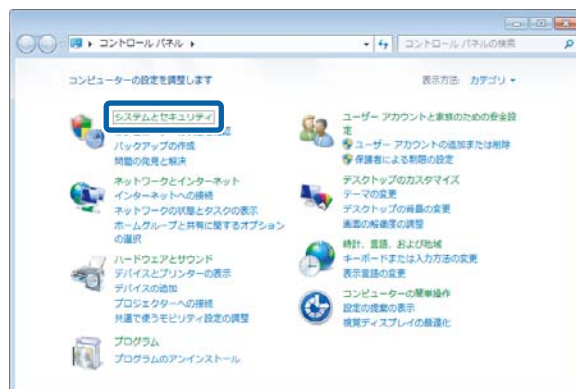 コントロール パネル
コントロール パネルの検索
コンピューターの設定を調整します
表示方法: カテゴリ
システムとセキュリティ
バックアップの作成
問題の発見と解決
ネットワークとインターネット
インターネットへの接続
ネットワークの状態とタスクの表示
ホームグループと共有に関するオプション
の選択
ハードウェアとサウンド
デバイスとプリンターの表示
デバイスの追加
プロジェクターへの接続
共通で使うモビリティ設定の調整
プログラム
プログラムのアンインストール
ユーザー アカウントと家族のための安全設
定
ユーザー アカウントの追加または削除
保護者による制限の設定
デスクトップのカスタマイズ
テーマの変更
デスクトップの背景の変更
画面の解像度の調整
時計、言語、および地域
キーボードまたは入力方法の変更
表示言語の変更
コンピューターの簡単操作
設定の提案の表示
視覚ディスプレイの最適化